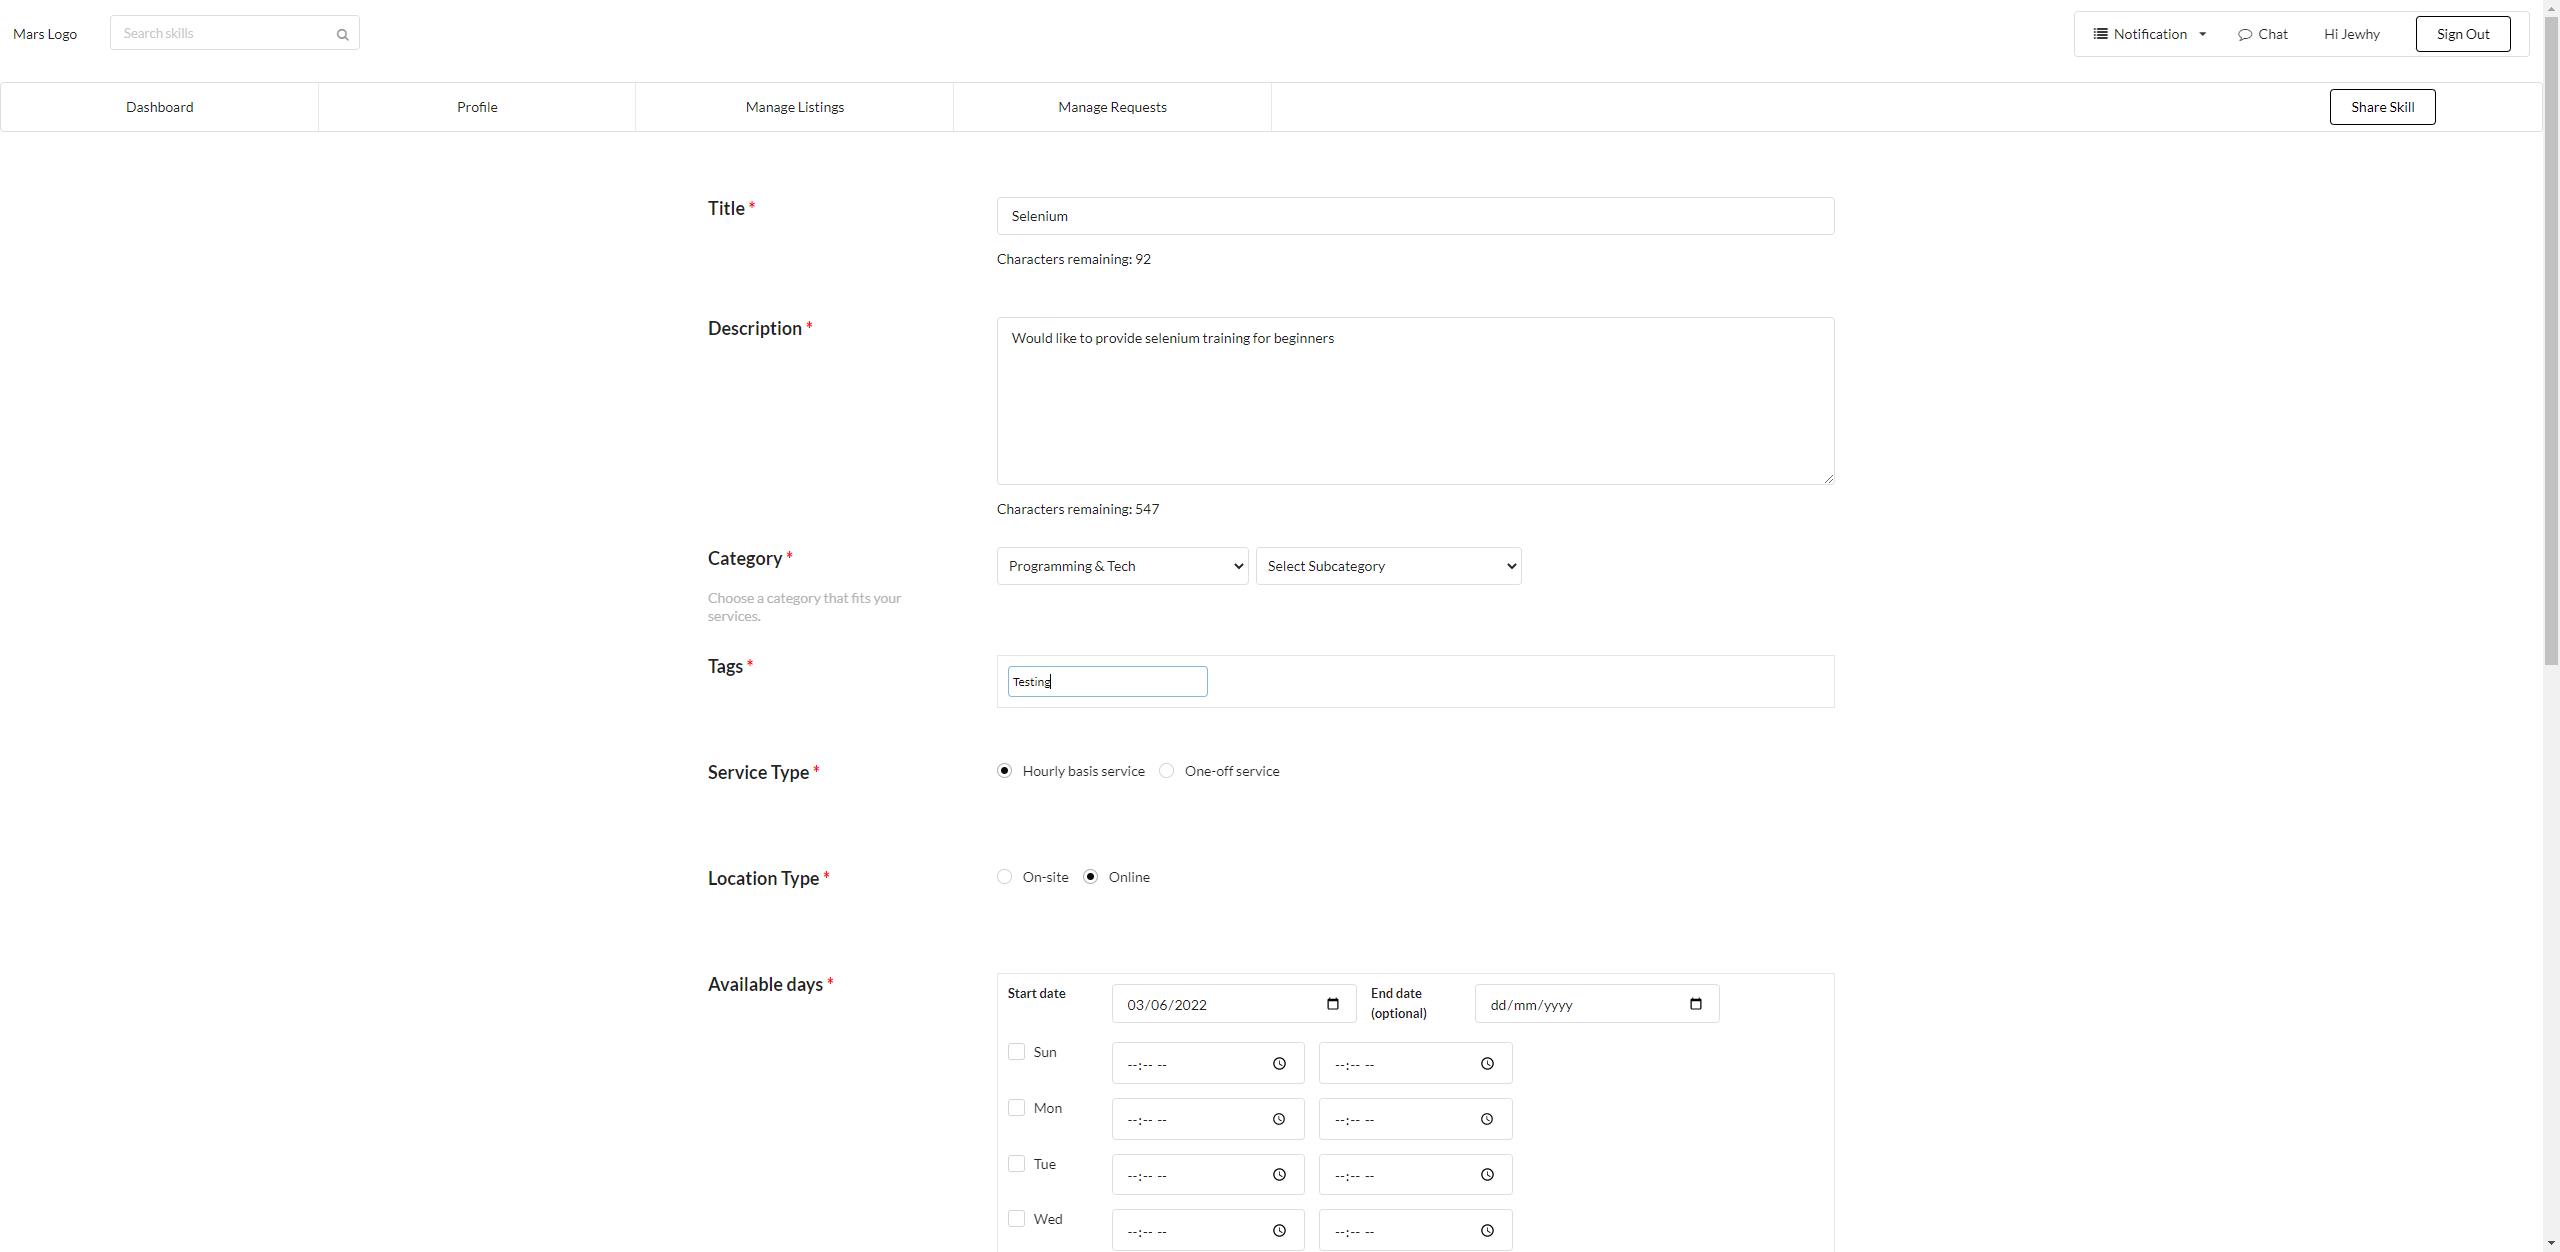 Mars Logo
Search skills
Notification
Chat
Hi Jewhy
Sign Out
Dashboard
Profile
Manage Listings
Manage Requests
Share Skill
Title *
Selenium
Characters remaining: 92
Description *
Would like to provide selenium training for beginners
Characters remaining: 547
Category *
Programming & Tech
Select Subcategory
Choose a category that fits your
services.
Tags *
Testing
Service Type *
Hourly basis service
One-off service
Location Type *
On-site
Online
Available days *
Start date
03/06/2022
End date
(optional)
dd/mm/yyyy
Sun
--:-- --
--:-- --
Mon
--:-- --
--:-- --
Tue
--:-- --
--:-- --
Wed
--:-- --
--:-- --